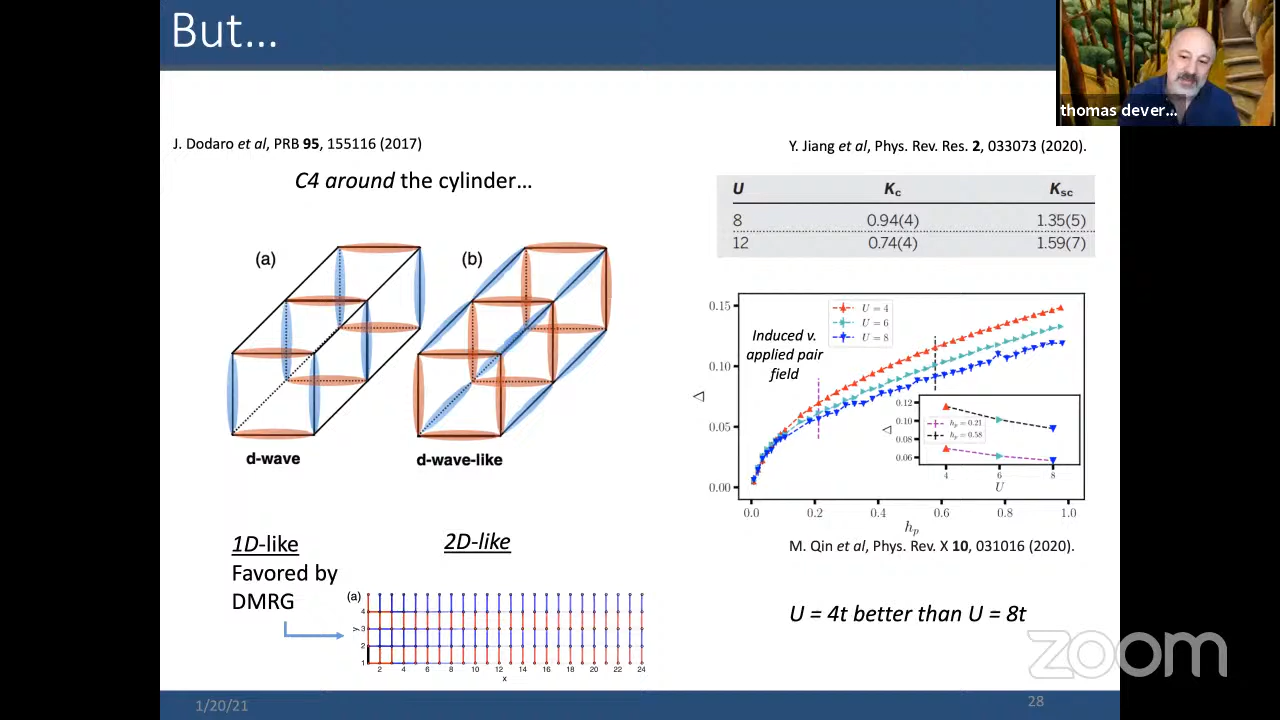 But...
thomas dever...
J. Dodaro et al, PRB 95, 155116 (2017)
C4 around the cylinder...
(a)
(b)
d-wave
d-wave-like
1D-like
2D-like
Favored by
DMRG
(a)
4
3
2
1
y
2 4 6 8 10 12 14 16 18 20 22 24
x
Y. Jiang et al, Phys. Rev. Res. 2, 033073 (2020).
U Kc Ksc
8 0.94(4) 1.35(5)
12 0.74(4) 1.59(7)
0.15
0.10
0.05
0.00
Δ
Induced v.
applied pair
field
U = 4
U = 6
U = 8
0.12
0.10
0.08
0.06
Δ
hp = 0.21
hp = 0.58
4 6 8
U
0.0 0.2 0.4 0.6 0.8 1.0
hp
M. Qin et al, Phys. Rev. X 10, 031016 (2020).
U = 4t better than U = 8t
zoom
1/20/21
28